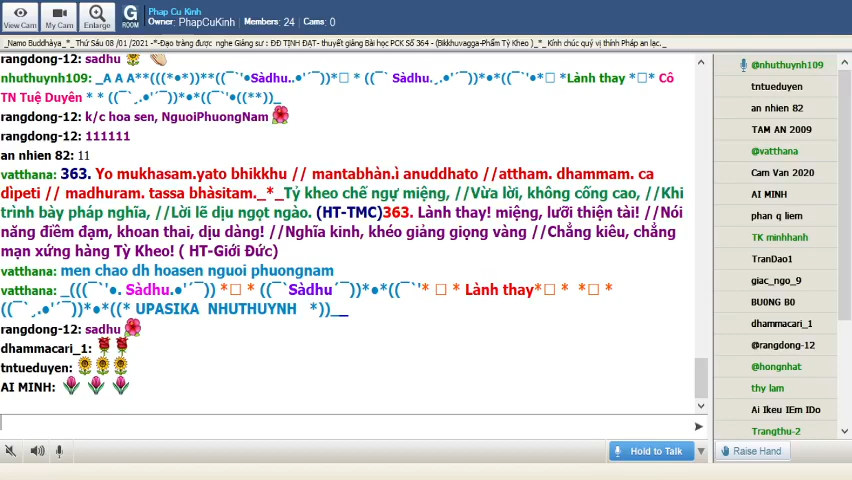 Phap Cu Kinh
Owner: PhapCuKinh | Members: 24 | Cams: 0
View Cam
My Cam
Enlarge
G
ROOM
_Namo Buddhàya_*_ Thứ Sáu 08 /01 /2021 -*-Đạo tràng được nghe Giảng sư : ĐĐ TỊNH ĐẠT- thuyết giảng Bài học PCK Số 364 - (Bikkhuvagga-Phẩm Tỳ Kheo )_*_ Kính chúc quý vị thính Pháp an lạc._
rangdong-12: sadhu
nhuthuynh109: _A A A**(((*•*))**((¯`'•Sàdhu..•'´¯))*□ * ((¯` Sàdhu.¸.•'´¯))*•*((¯`'•*□ *Lành thay *□* Cô
TN Tuệ Duyên * * ((¯`¸.•'´¯))*•*((¯`((**))_
rangdong-12: k/c hoa sen, NguoiPhuongNam
rangdong-12: 111111
an nhien 82: 11
vatthana: 363. Yo mukhasam.yato bhikkhu // mantabhàn.ì anuddhato //attham. dhammam. ca
dìpeti // madhuram. tassa bhàsitam._*_Tỷ kheo chế ngự miệng, //Vừa lời, không cống cao, //Khi
trình bày pháp nghĩa, //Lời lẽ dịu ngọt ngào. (HT-TMC)363. Lành thay! miệng, lưỡi thiện tài! //Nói
năng điềm đạm, khoan thai, dịu dàng! //Nghĩa kinh, khéo giảng giọng vàng //Chẳng kiêu, chẳng
mạn xứng hàng Tỳ Kheo! ( HT-Giới Đức)
vatthana: men chao dh hoasen nguoi phuongnam
vatthana: _(((¯`'•. Sàdhu.•'´¯)) *□ * ((¯`Sàdhu´¯))*•*((¯`'* □ * Lành thay*□ * *□ *
((¯`¸.•'´¯))*•*((* UPASIKA NHUTHUYNH *))__
rangdong-12: sadhu
dhammacari_1:
tntueduyen:
AI MINH:
Hold to Talk
@nhuthuynh109
tntueduyen
an nhien 82
TAM AN 2009
@vatthana
Cam Van 2020
AI MINH
phan q liem
TK minhhanh
TranDao1
giac_ngo_9
BU0NG B0
dhammacari_1
@rangdong-12
@hongnhat
thy lam
Ai Ikeu IEm IDo
Trangthu-2
Raise Hand